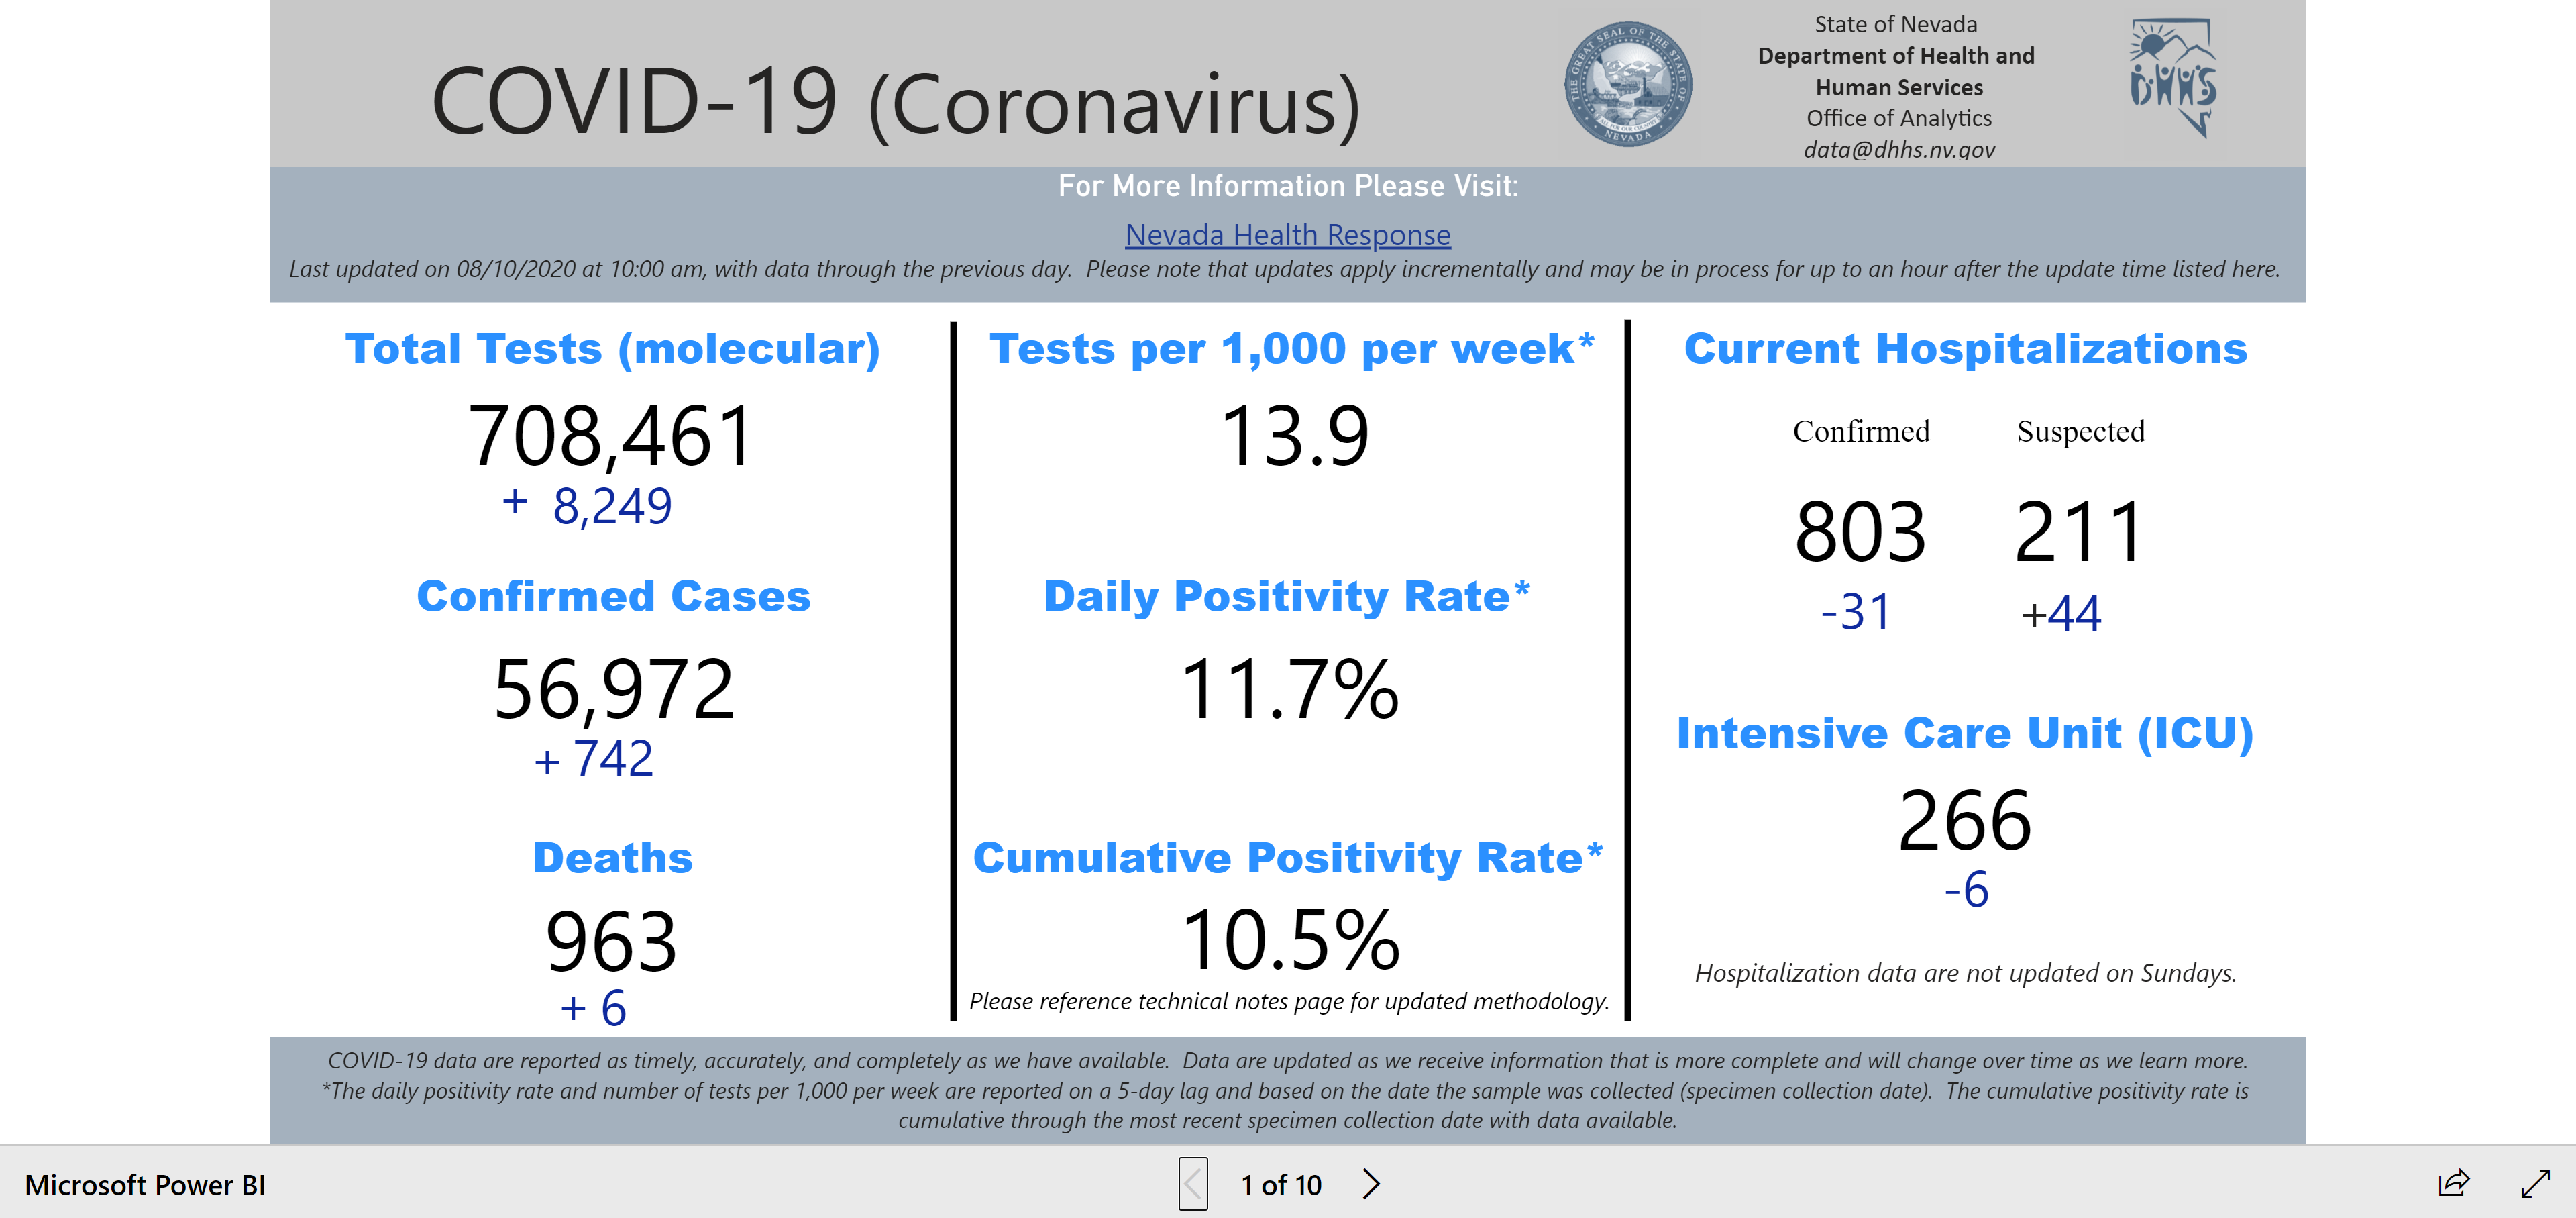 COVID-19 (Coronavirus)
THE GREAT SEAL OF THE STATE OF
ALL FOR OUR COUNTRY
NEVADA
State of Nevada
Department of Health and
Human Services
Office of Analytics
data@dhhs.nv.gov
DHHS
For More Information Please Visit:
Nevada Health Response
Last updated on 08/10/2020 at 10:00 am, with data through the previous day.  Please note that updates apply incrementally and may be in process for up to an hour after the update time listed here.
Total Tests (molecular)
708,461
+ 8,249
Confirmed Cases
56,972
+ 742
Deaths
963
+ 6
Tests per 1,000 per week*
13.9
Daily Positivity Rate*
11.7%
Cumulative Positivity Rate*
10.5%
Please reference technical notes page for updated methodology.
Current Hospitalizations
Confirmed Suspected
803 211
-31 +44
Intensive Care Unit (ICU)
266
-6
Hospitalization data are not updated on Sundays.
COVID-19 data are reported as timely, accurately, and completely as we have available.  Data are updated as we receive information that is more complete and will change over time as we learn more.
*The daily positivity rate and number of tests per 1,000 per week are reported on a 5-day lag and based on the date the sample was collected (specimen collection date).  The cumulative positivity rate is
cumulative through the most recent specimen collection date with data available.
Microsoft Power BI
1 of 10